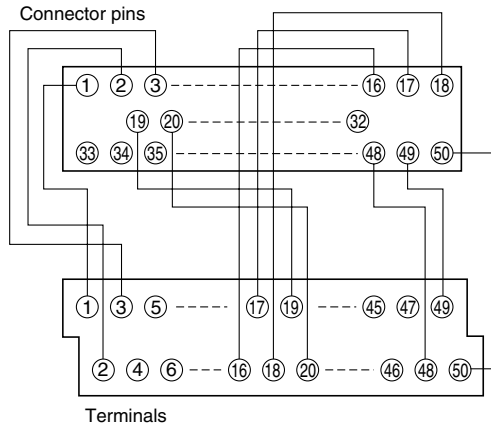 Connector pins
1 2 3 16 17 18
19 20 32
33 34 35 48 49 50
1 3 5 17 19 45 47 49
2 4 6 16 18 20 46 48 50
Terminals